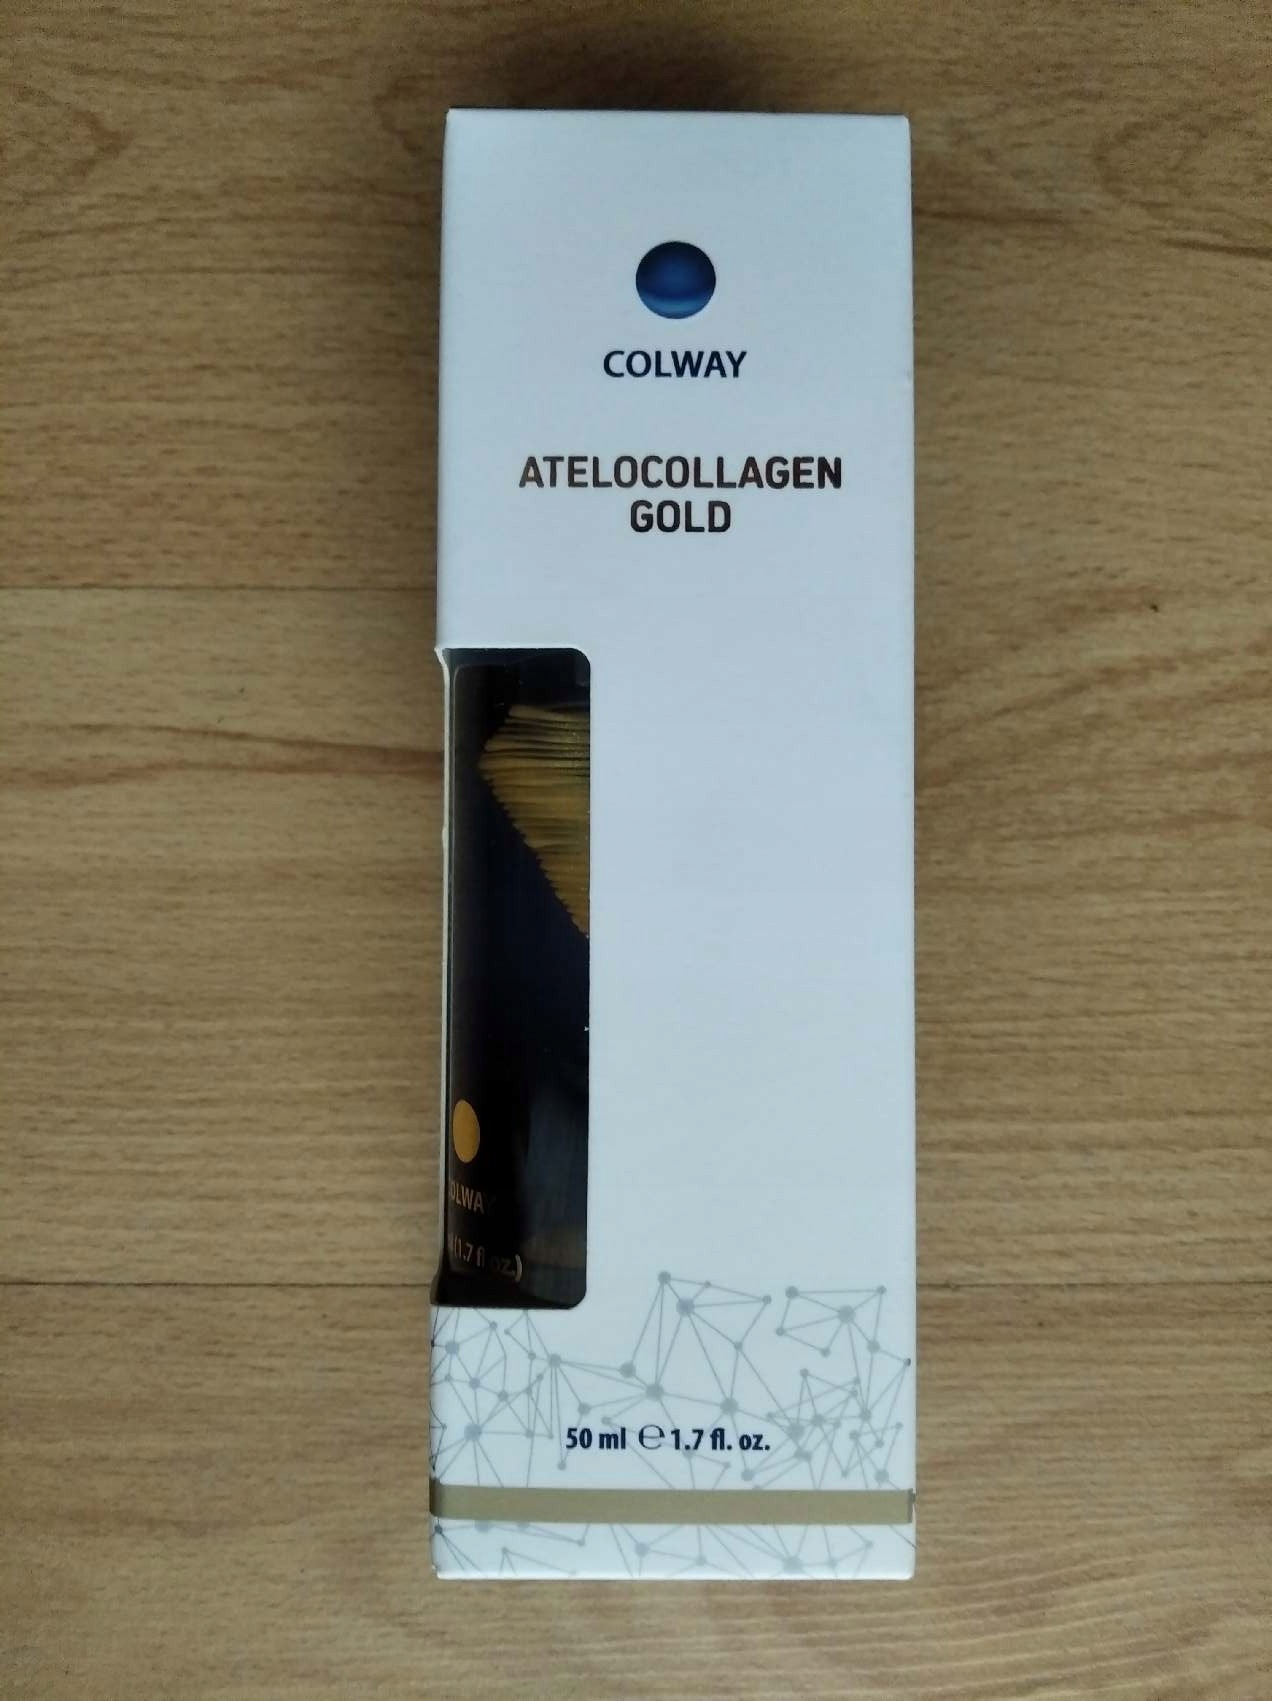 COLWAY
ATELOCOLLAGEN
GOLD
OLWAY
(1.7 fl oz.)
50 ml ℮ 1.7 fl. oz.